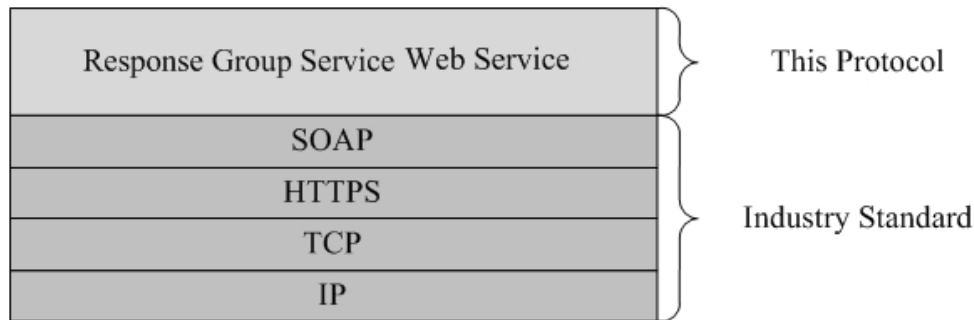 Response Group Service Web Service
This Protocol
SOAP
HTTPS
TCP
IP
Industry Standard